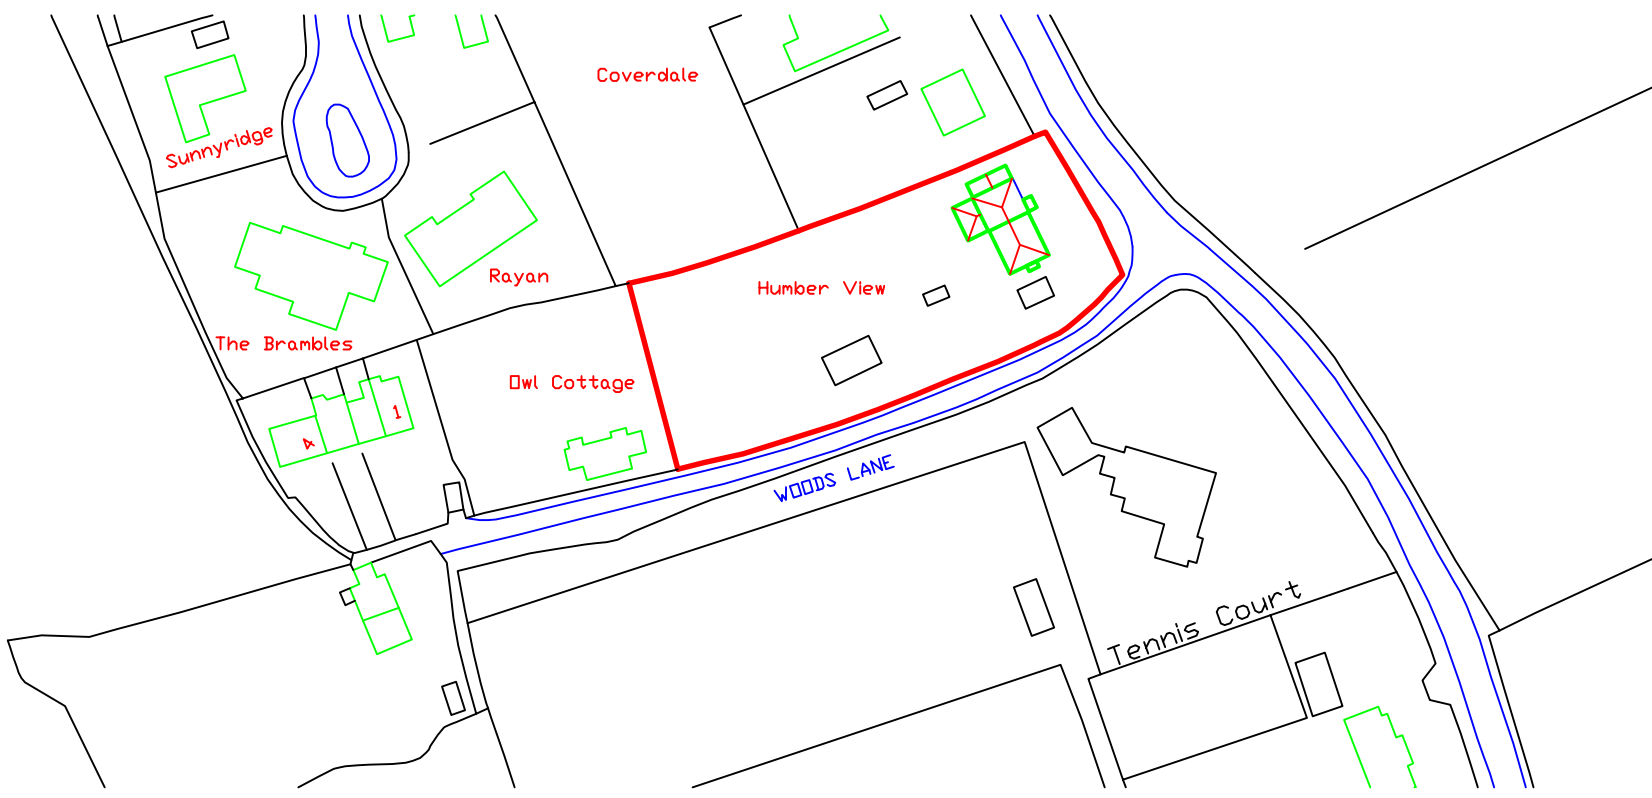 Coverdale
Sunnyridge
Rayan
Humber View
The Brambles
Owl Cottage
1
4
WOODS LANE
Tennis Court